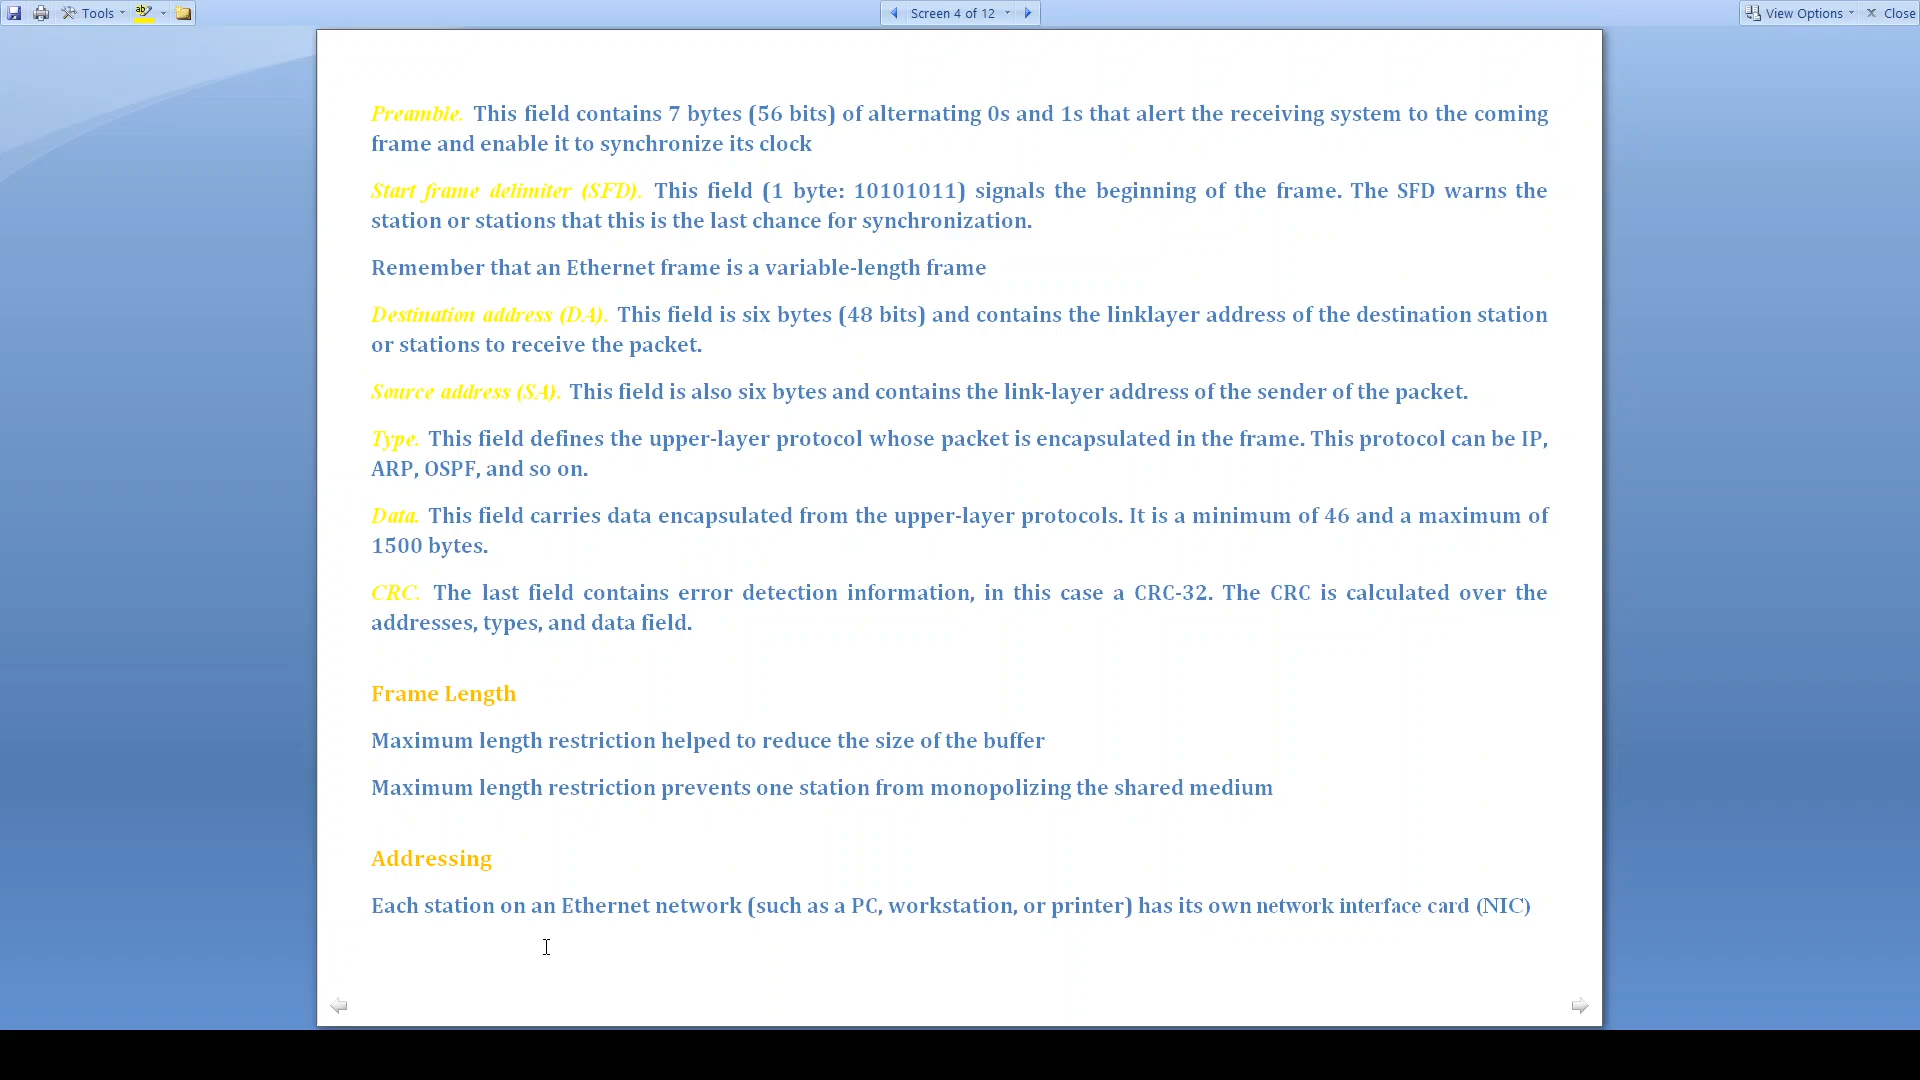 Tools
Screen 4 of 12
View Options
Close
Preamble. This field contains 7 bytes (56 bits) of alternating 0s and 1s that alert the receiving system to the coming
frame and enable it to synchronize its clock
Start frame delimiter (SFD). This field (1 byte: 10101011) signals the beginning of the frame. The SFD warns the
station or stations that this is the last chance for synchronization.
Remember that an Ethernet frame is a variable-length frame
Destination address (DA). This field is six bytes (48 bits) and contains the linklayer address of the destination station
or stations to receive the packet.
Source address (SA). This field is also six bytes and contains the link-layer address of the sender of the packet.
Type. This field defines the upper-layer protocol whose packet is encapsulated in the frame. This protocol can be IP,
ARP, OSPF, and so on.
Data. This field carries data encapsulated from the upper-layer protocols. It is a minimum of 46 and a maximum of
1500 bytes.
CRC. The last field contains error detection information, in this case a CRC-32. The CRC is calculated over the
addresses, types, and data field.
Frame Length
Maximum length restriction helped to reduce the size of the buffer
Maximum length restriction prevents one station from monopolizing the shared medium
Addressing
Each station on an Ethernet network (such as a PC, workstation, or printer) has its own network interface card (NIC)